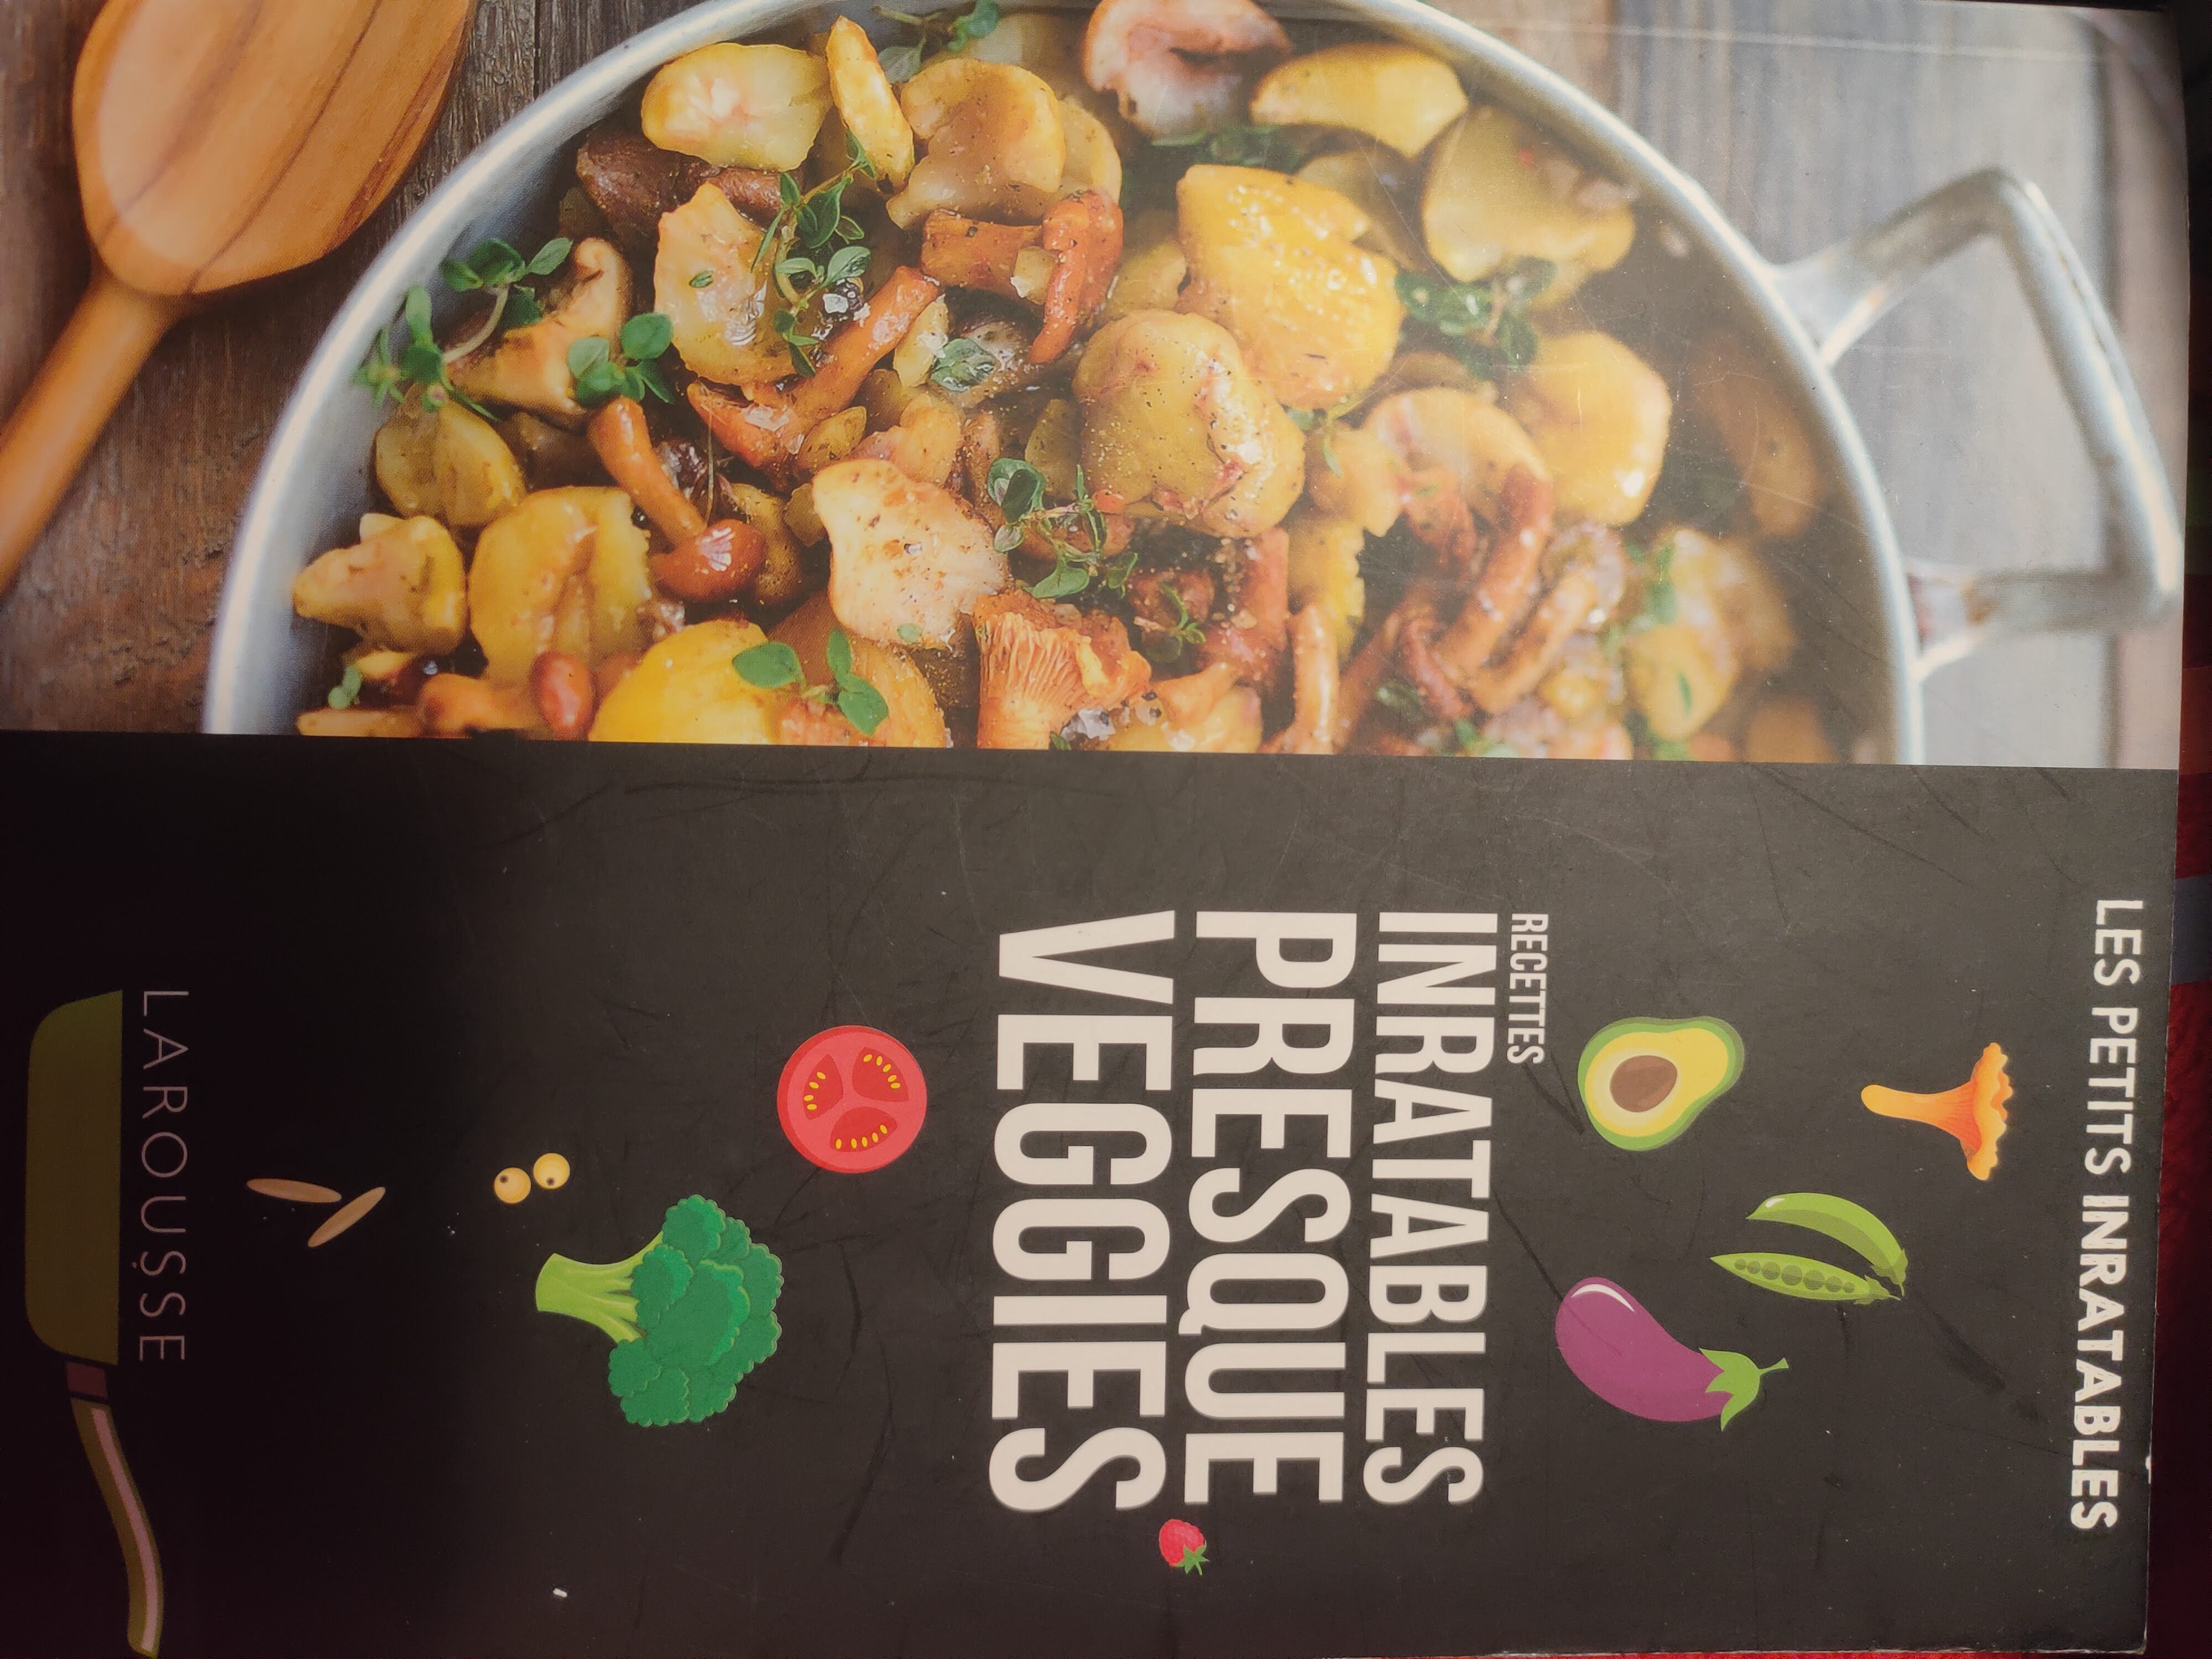 LES PETITS INRATABLES
RECETTES
INRATABLES
PRESQUE
VEGGIES
LAROUSSE